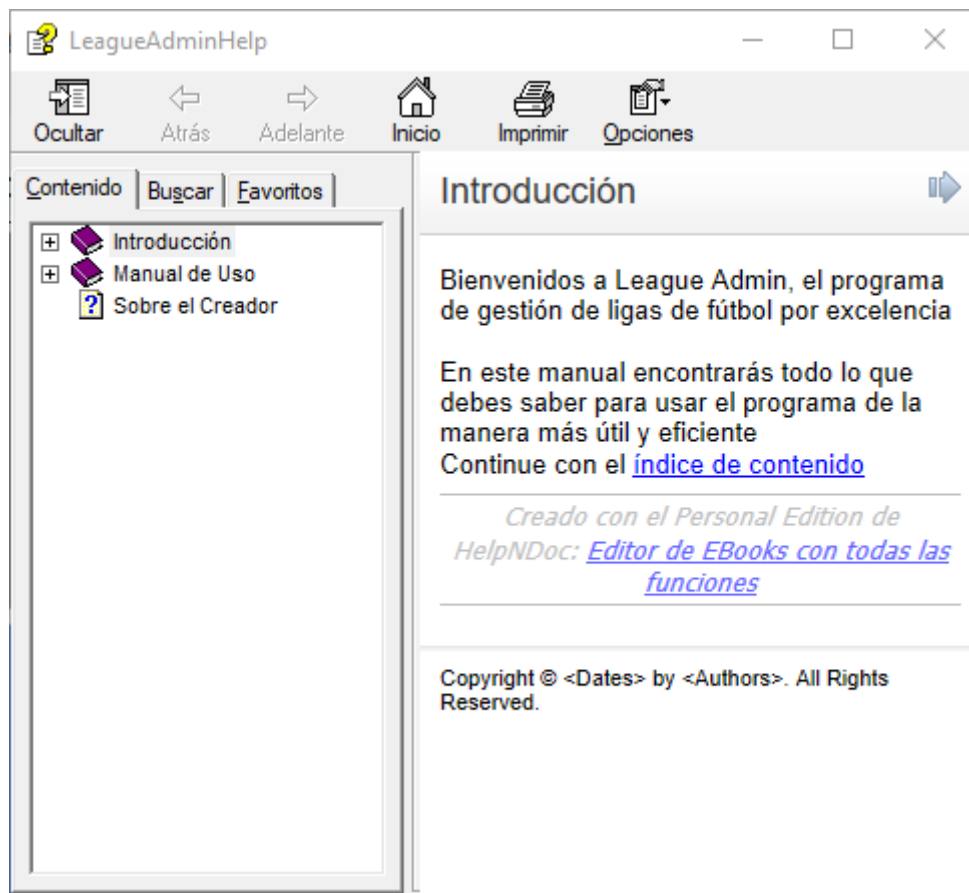 LeagueAdminHelp
Ocultar
Atrás
Adelante
Inicio
Imprimir
Opciones
Contenido
Buscar
Favoritos
Introducción
Manual de Uso
Sobre el Creador
Introducción
Bienvenidos a League Admin, el programa
de gestión de ligas de fútbol por excelencia
En este manual encontrarás todo lo que
debes saber para usar el programa de la
manera más útil y eficiente
Continue con el índice de contenido
Creado con el Personal Edition de
HelpNDoc: Editor de EBooks con todas las
funciones
Copyright © <Dates> by <Authors>. All Rights
Reserved.